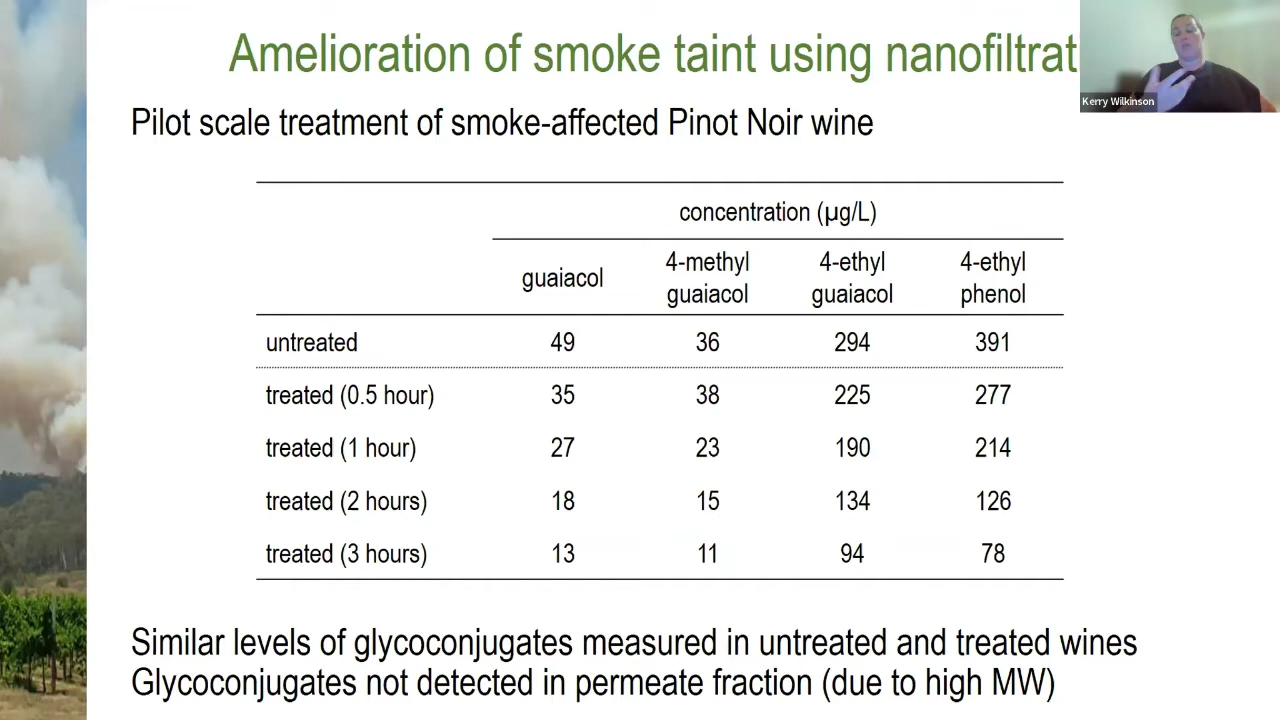 Amelioration of smoke taint using nanofiltrati
Kerry Wilkinson
Pilot scale treatment of smoke-affected Pinot Noir wine
concentration (µg/L)
guaiacol 4-methyl guaiacol 4-ethyl guaiacol 4-ethyl phenol
untreated 49 36 294 391
treated (0.5 hour) 35 38 225 277
treated (1 hour) 27 23 190 214
treated (2 hours) 18 15 134 126
treated (3 hours) 13 11 94 78
Similar levels of glycoconjugates measured in untreated and treated wines
Glycoconjugates not detected in permeate fraction (due to high MW)